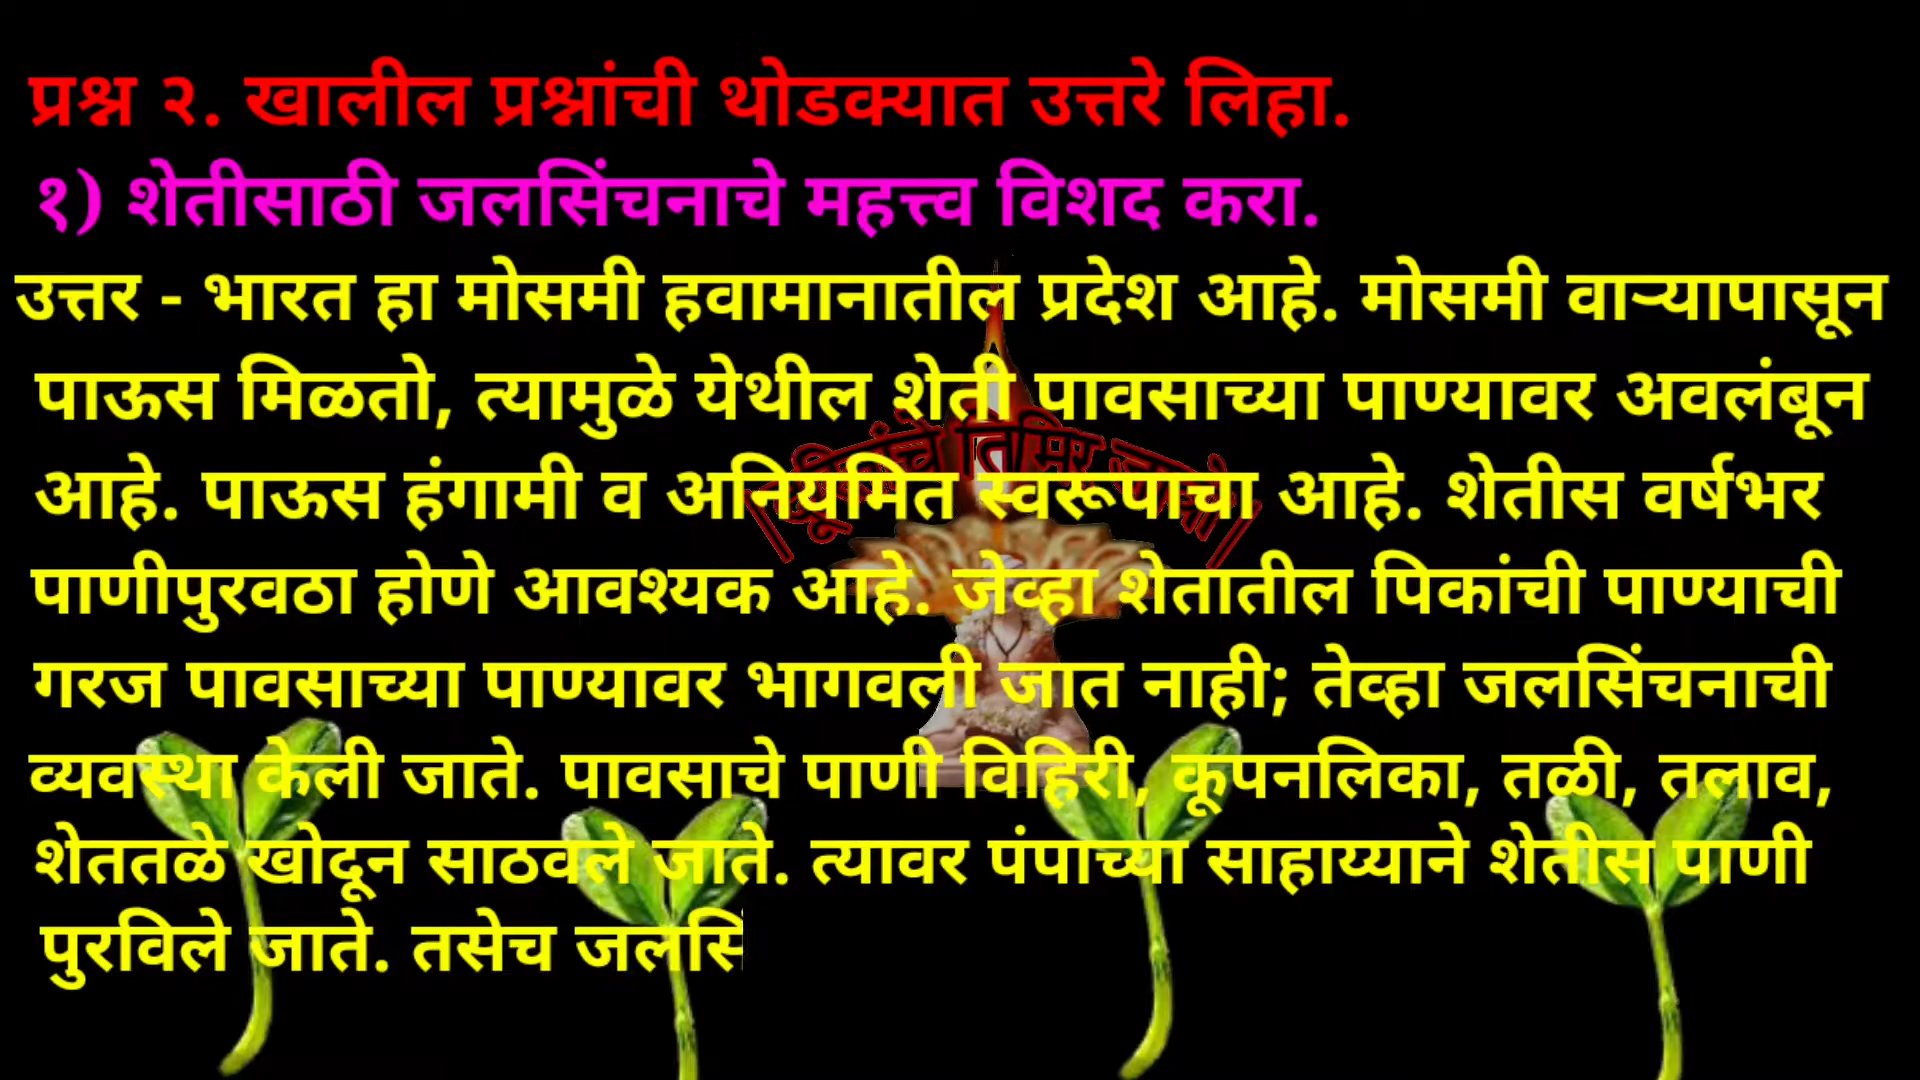 प्रश्न २. खालील प्रश्नांची थोडक्यात उत्तरे लिहा.
१) शेतीसाठी जलसिंचनाचे महत्त्व विशद करा.
उत्तर - भारत हा मोसमी हवामानातील प्रदेश आहे. मोसमी वाऱ्यापासून
पाऊस मिळतो, त्यामुळे येथील शेती पावसाच्या पाण्यावर अवलंबून
आहे. पाऊस हंगामी व अनियमित स्वरूपाचा आहे. शेतीस वर्षभर
पाणीपुरवठा होणे आवश्यक आहे. जेव्हा शेतातील पिकांची पाण्याची
गरज पावसाच्या पाण्यावर भागवली जात नाही; तेव्हा जलसिंचनाची
व्यवस्था केली जाते. पावसाचे पाणी विहिरी, कूपनलिका, तळी, तलाव,
शेततळे खोदून साठवले जाते. त्यावर पंपाच्या साहाय्याने शेतीस पाणी
पुरविले जाते. तसेच जलसिं